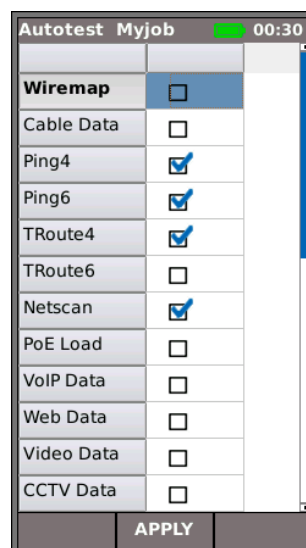 Autotest Myjob 00:30
Wiremap
Cable Data
Ping4
Ping6
TRoute4
TRoute6
Netscan
PoE Load
VoIP Data
Web Data
Video Data
CCTV Data
APPLY